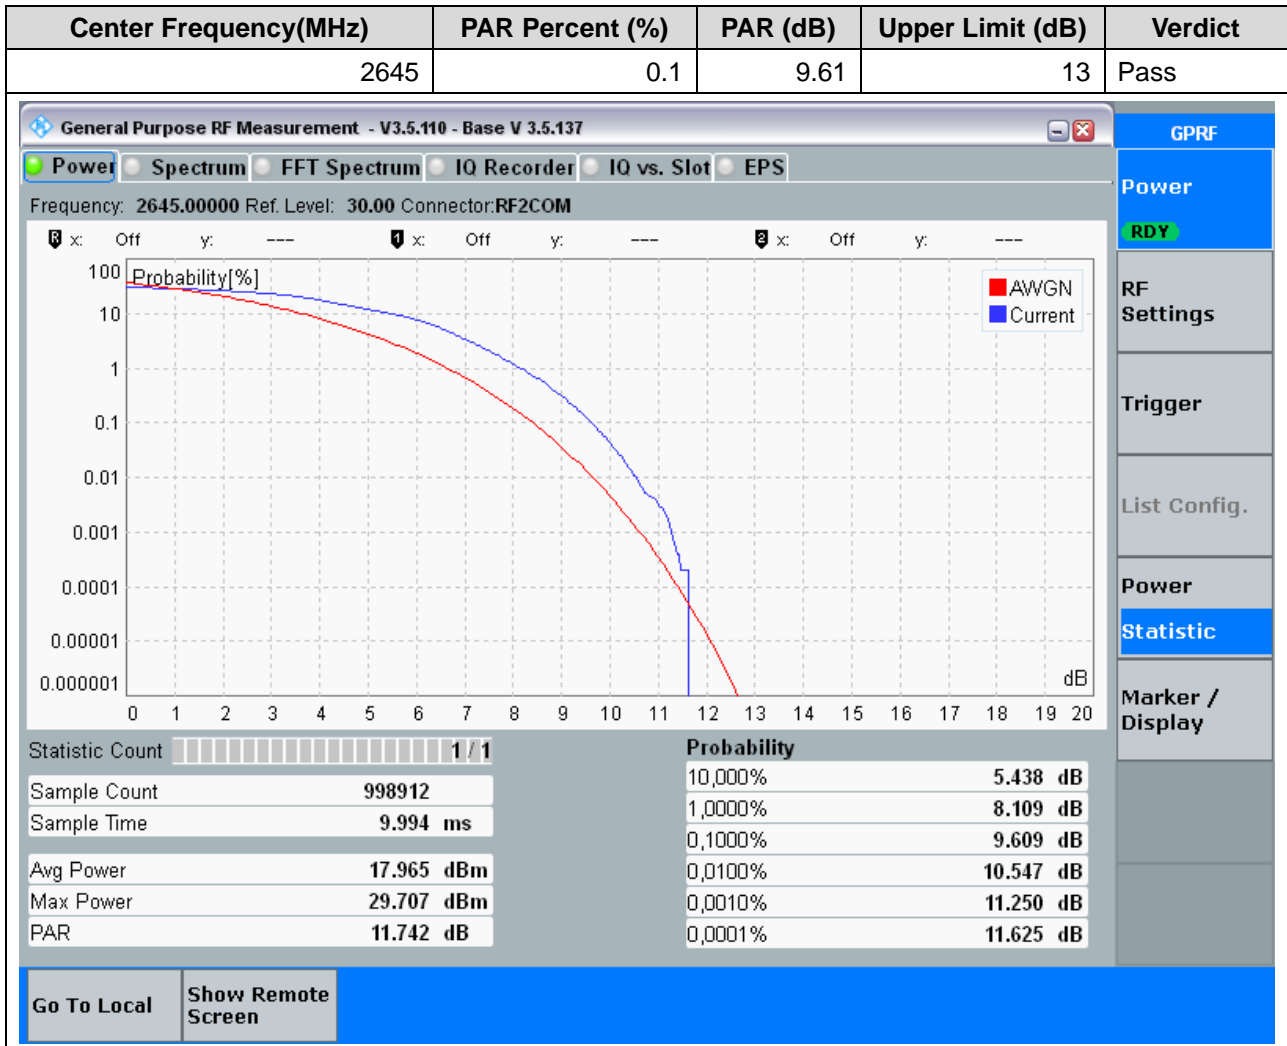 Center Frequency(MHz) PAR Percent (%) PAR (dB) Upper Limit (dB) Verdict
2645 0.1 9.61 13 Pass
General Purpose RF Measurement - V3.5.110 - Base V 3.5.137
GPRF
Power Spectrum FFT Spectrum IQ Recorder IQ vs. Slot EPS
Power
RDY
Frequency: 2645.00000 Ref. Level: 30.00 Connector:RF2COM
R x: Off y: --- 1 x: Off y: --- 2 x: Off y: ---
Probability[%]
AWGN
Current
100
10
1
0.1
0.01
0.001
0.0001
0.00001
0.000001
dB
0 1 2 3 4 5 6 7 8 9 10 11 12 13 14 15 16 17 18 19 20
RF
Settings
Trigger
List Config.
Power
Statistic
Marker /
Display
Statistic Count 1 / 1
Sample Count 998912
Sample Time 9.994 ms
Avg Power 17.965 dBm
Max Power 29.707 dBm
PAR 11.742 dB
Probability
10,000% 5.438 dB
1,0000% 8.109 dB
0,1000% 9.609 dB
0,0100% 10.547 dB
0,0010% 11.250 dB
0,0001% 11.625 dB
Go To Local
Show Remote
Screen